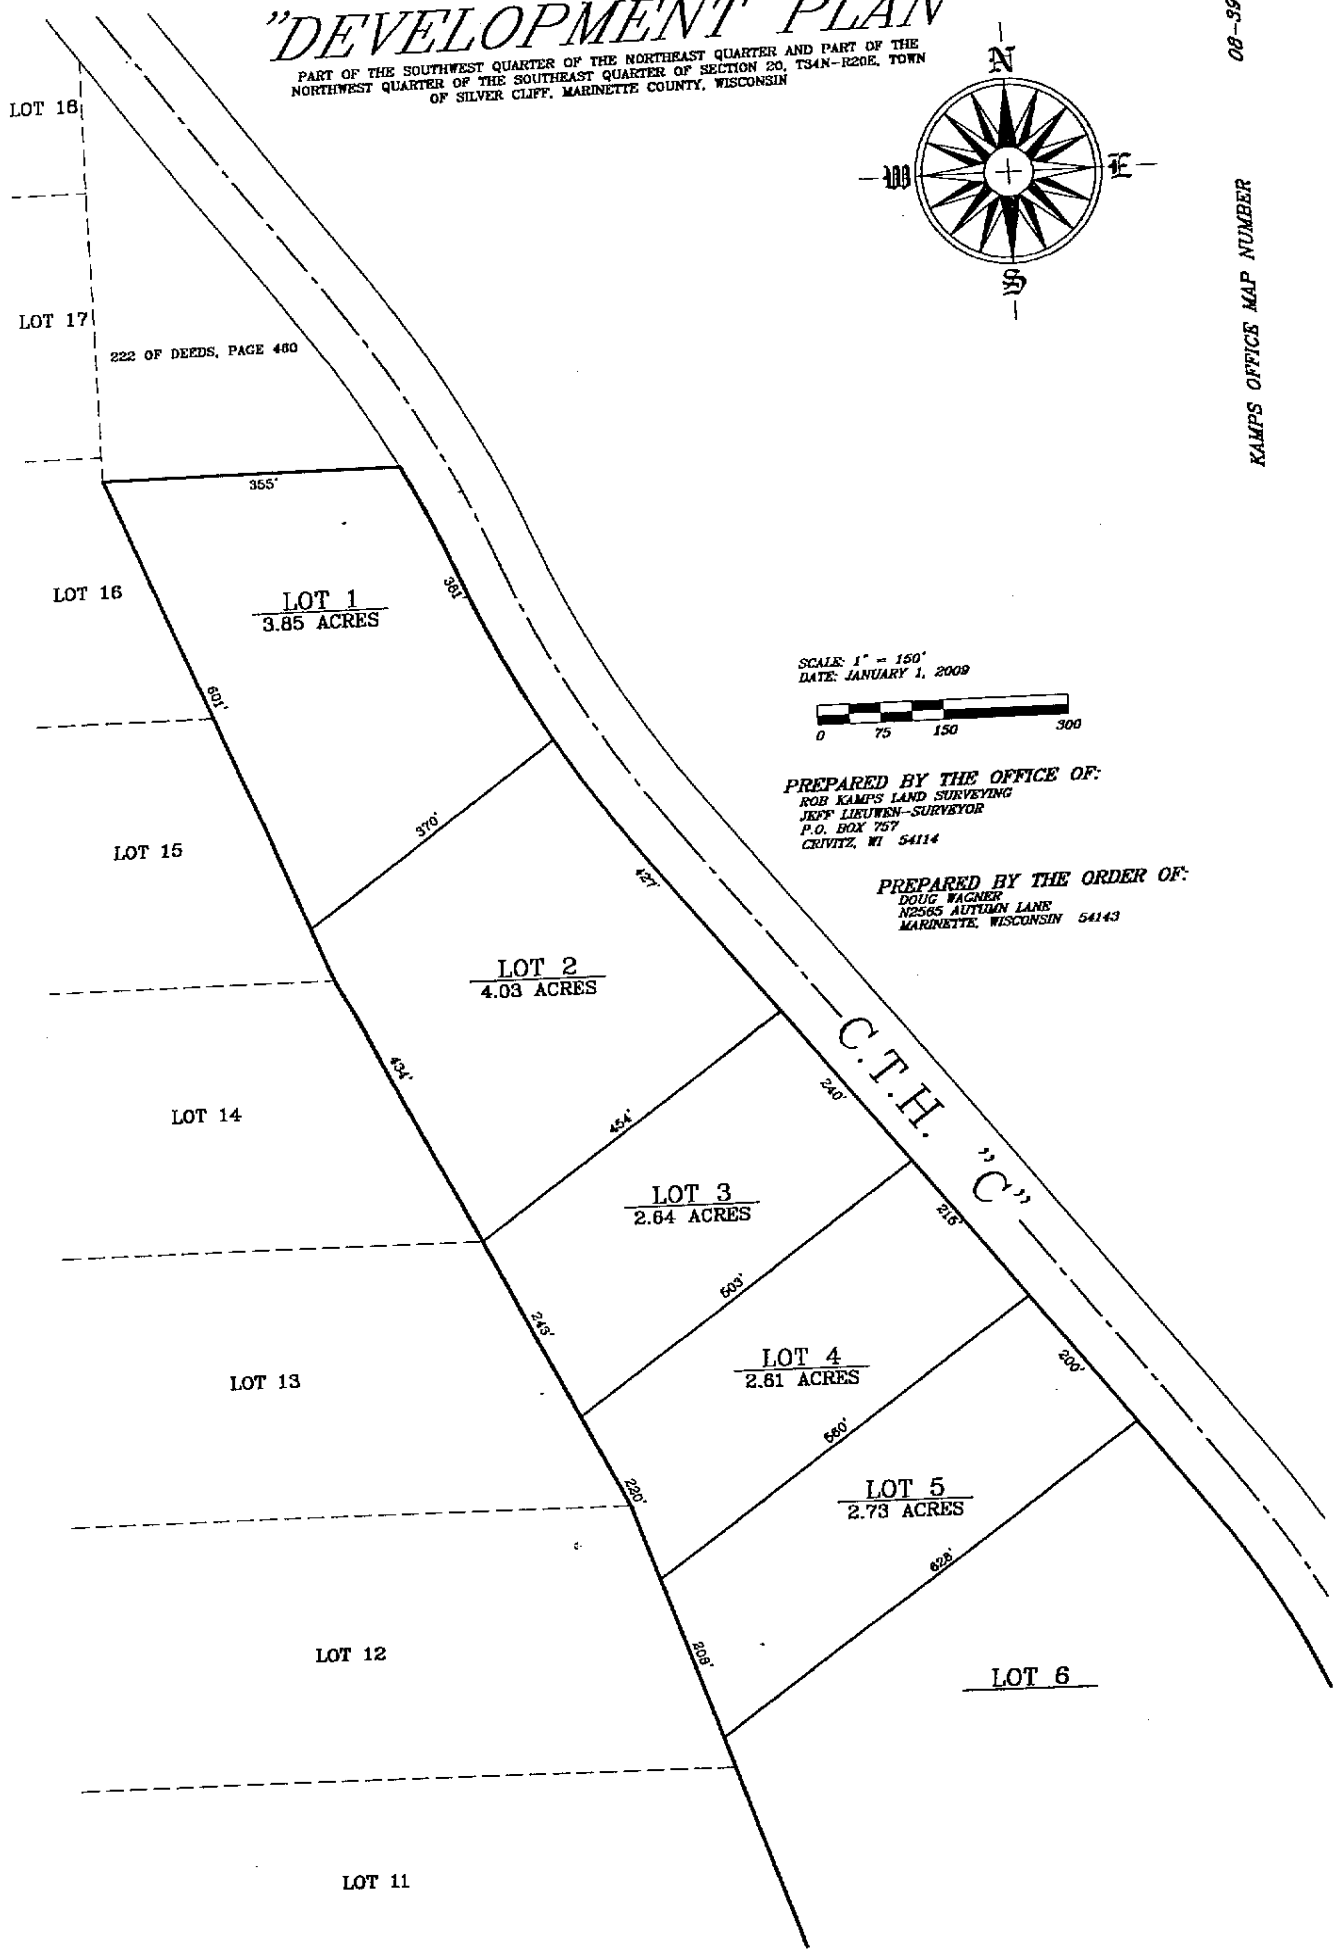 "DEVELOPMENT PLAN
PART OF THE SOUTHWEST QUARTER OF THE NORTHEAST QUARTER AND PART OF THE
NORTHWEST QUARTER OF THE SOUTHEAST QUARTER OF SECTION 20, T34N-R20E, TOWN
OF SILVER CLIFF, MARINETTE COUNTY, WISCONSIN
N
W
E
S
KAMPS OFFICE MAP NUMBER 08-39
LOT 18
LOT 17
222 OF DEEDS, PAGE 460
355'
LOT 16
LOT 1
3.85 ACRES
361'
601'
SCALE: 1" = 150'
DATE: JANUARY 1, 2009
0 75 150 300
PREPARED BY THE OFFICE OF:
ROB KAMPS LAND SURVEYING
JEFF LIEUWEN-SURVEYOR
P.O. BOX 757
CRIVITZ, WI 54114
PREPARED BY THE ORDER OF:
DOUG WAGNER
N2565 AUTUMN LANE
MARINETTE, WISCONSIN 54143
370'
LOT 15
427'
LOT 2
4.03 ACRES
434'
LOT 14
454'
240'
C.T.H. "C"
LOT 3
2.64 ACRES
215'
503'
243'
LOT 13
LOT 4
2.61 ACRES
200'
560'
220'
LOT 5
2.73 ACRES
628'
LOT 12
208'
LOT 6
LOT 11